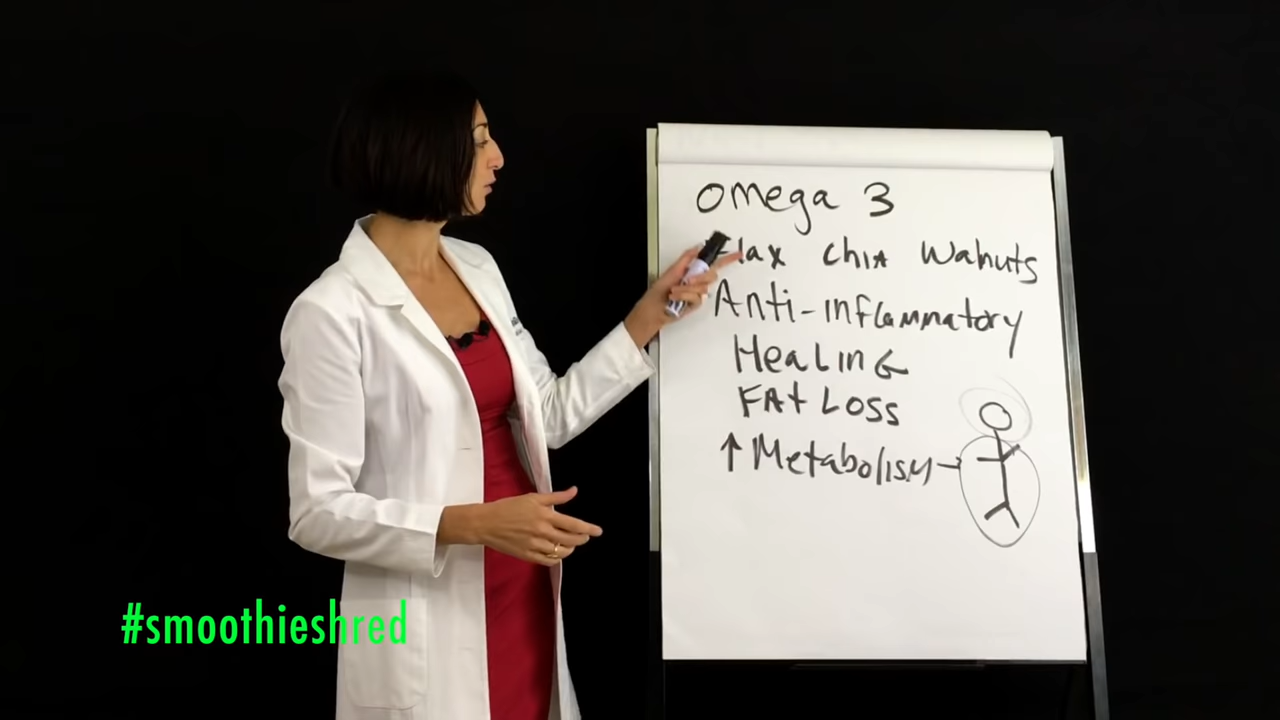 omega 3
Flax Chia Walnuts
Anti-inflammatory
Healing
FAt Loss
↑ Metabolism
#smoothieshred